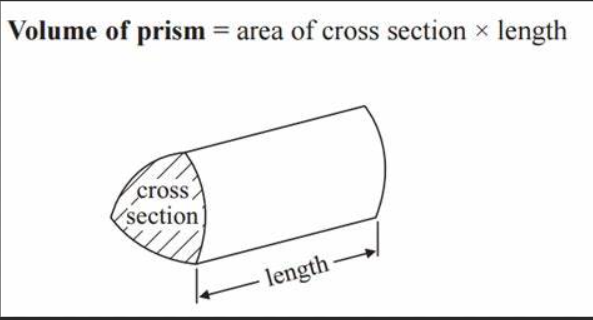 Volume of prism = area of cross section × length
cross
section
length